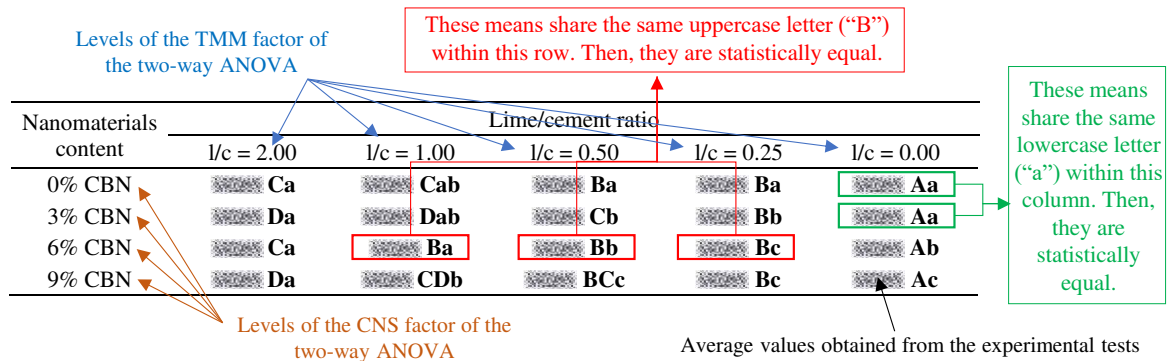 These means share the same uppercase letter (“B”)
within this row. Then, they are statistically equal.
Levels of the TMM factor of
the two-way ANOVA
These means
share the same
lowercase letter
(“a”) within this
column. Then,
they are
statistically
equal.
Nanomaterials
content
Lime/cement ratio
l/c = 2.00 l/c = 1.00 l/c = 0.50 l/c = 0.25 l/c = 0.00
0% CBN Ca Cab Ba Ba Aa
3% CBN Da Dab Cb Bb Aa
6% CBN Ca Ba Bb Bc Ab
9% CBN Da CDb BCc Bc Ac
Levels of the CNS factor of the
two-way ANOVA
Average values obtained from the experimental tests